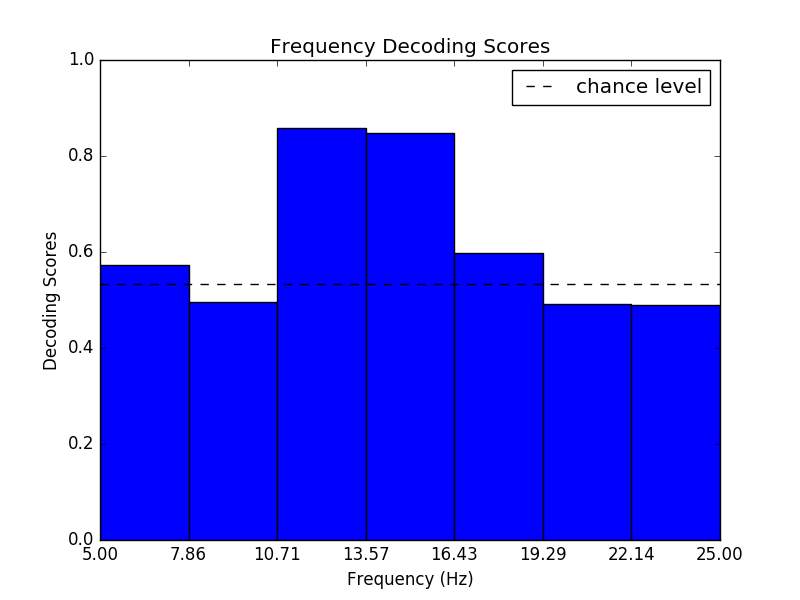 Frequency Decoding Scores
chance level
1.0
0.8
0.6
0.4
0.2
0.0
Decoding Scores
5.00 7.86 10.71 13.57 16.43 19.29 22.14 25.00
Frequency (Hz)